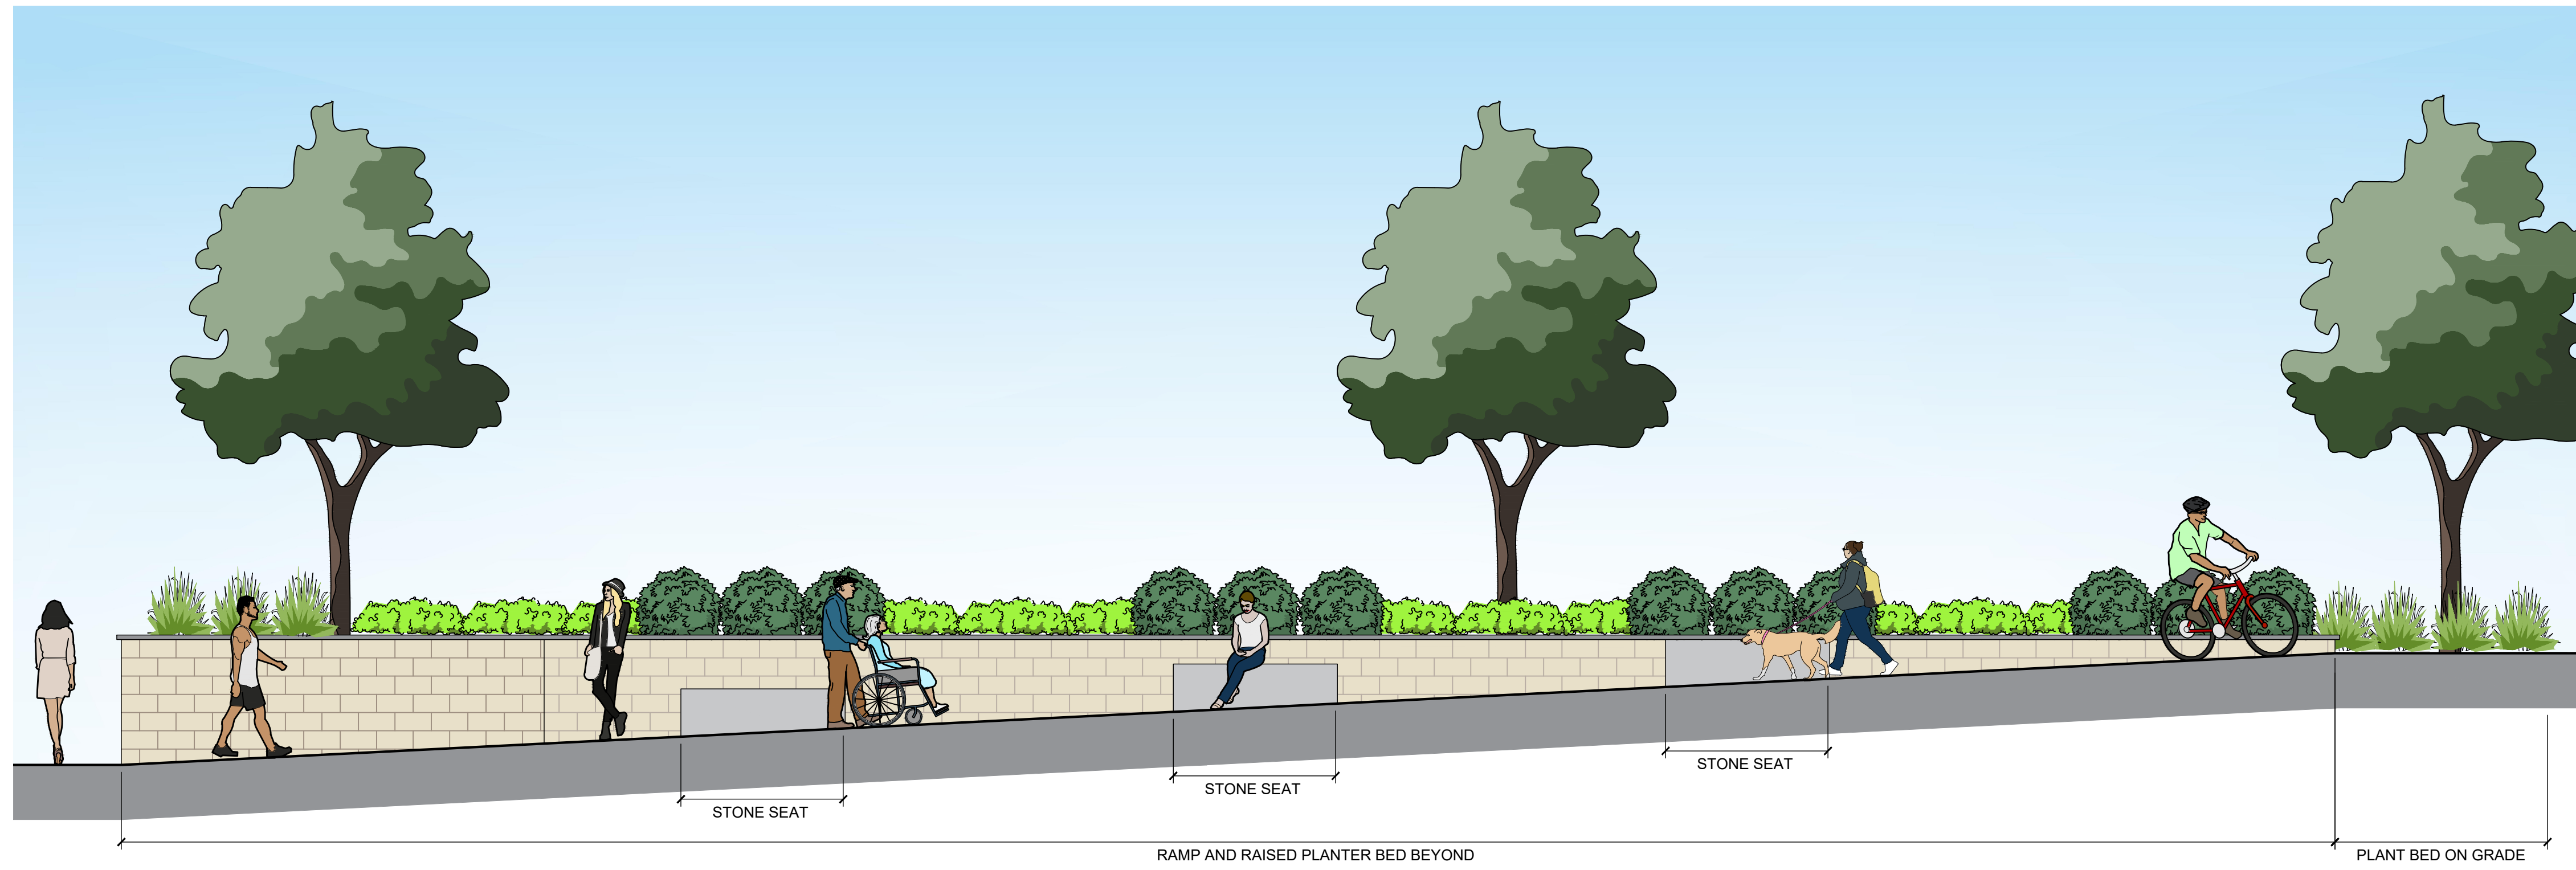 STONE SEAT
STONE SEAT
STONE SEAT
RAMP AND RAISED PLANTER BED BEYOND
PLANT BED ON GRADE